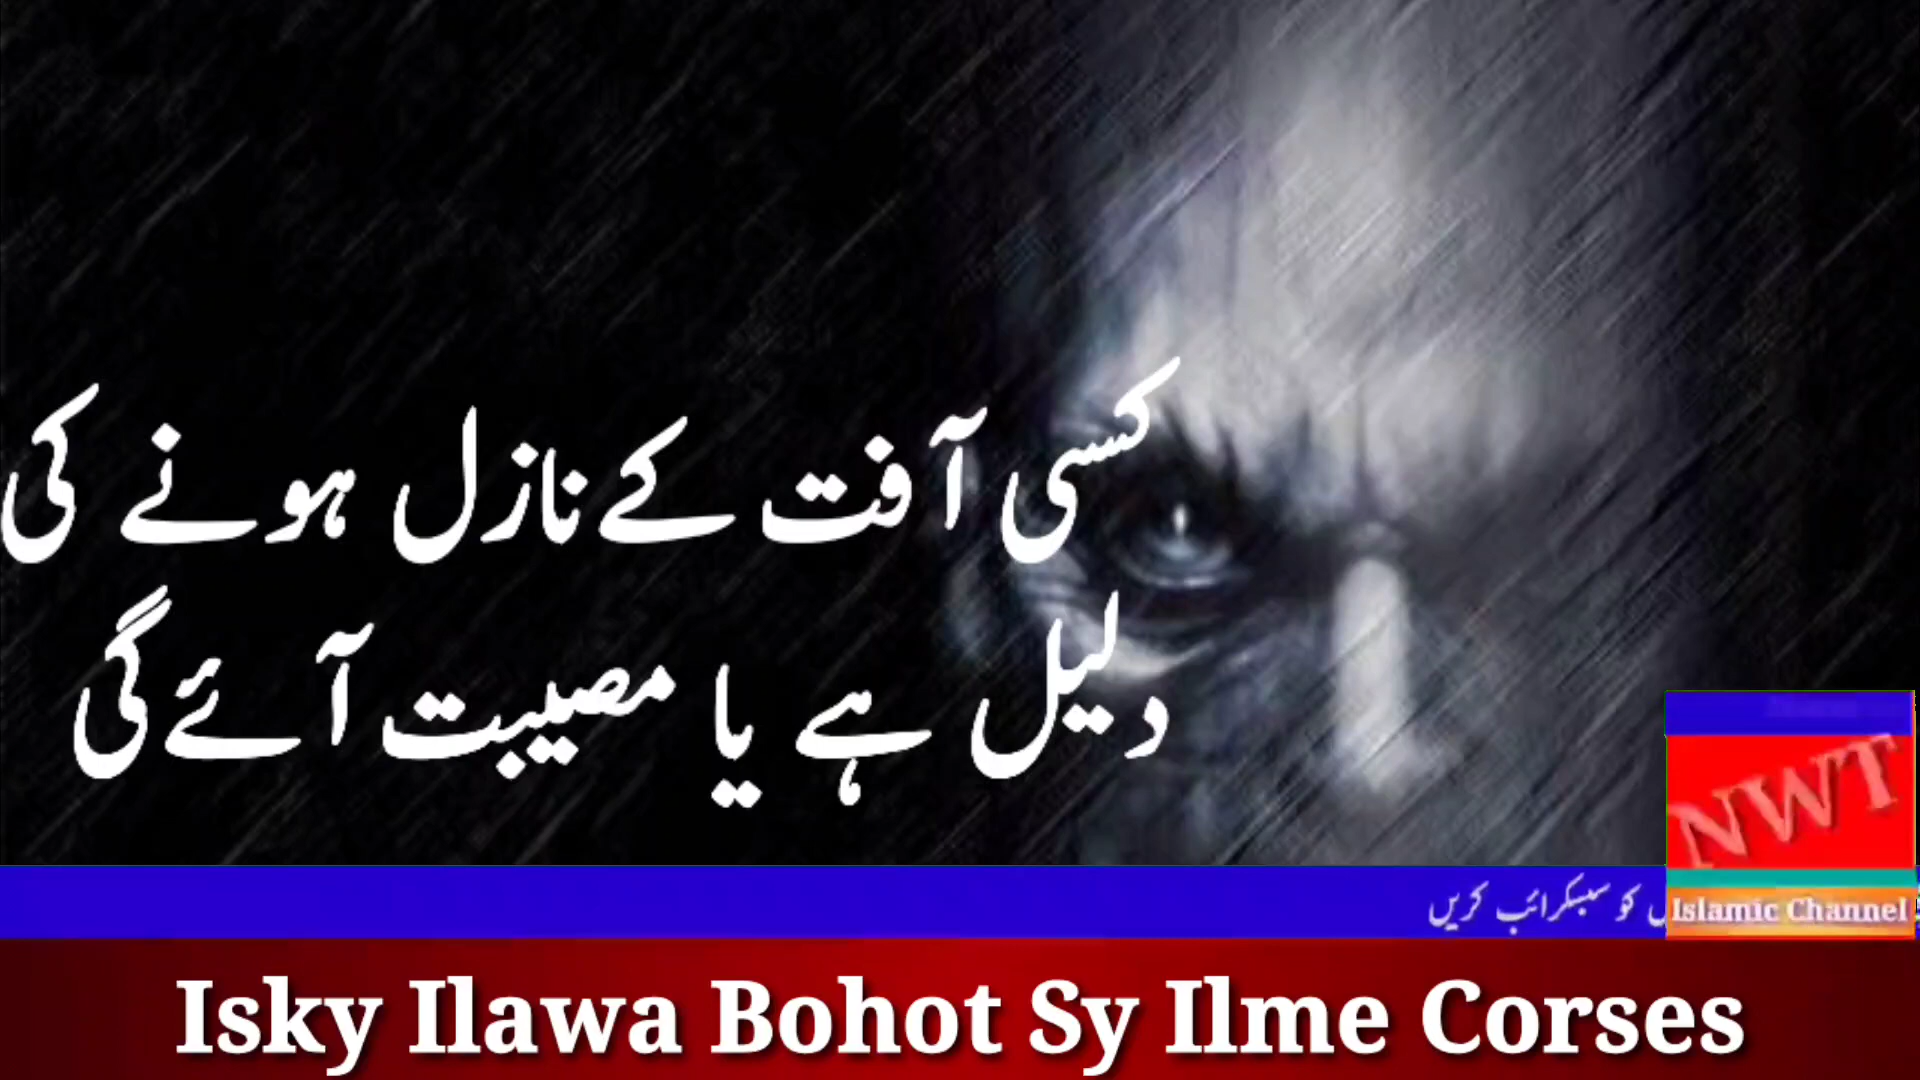 کسی آفت کے نازل ہونے کی
دلیل ہے یا مصیبت آئے گی
NWT
کو سبسکرائب کریں
Islamic Channel
Isky Ilawa Bohot Sy Ilme Corses